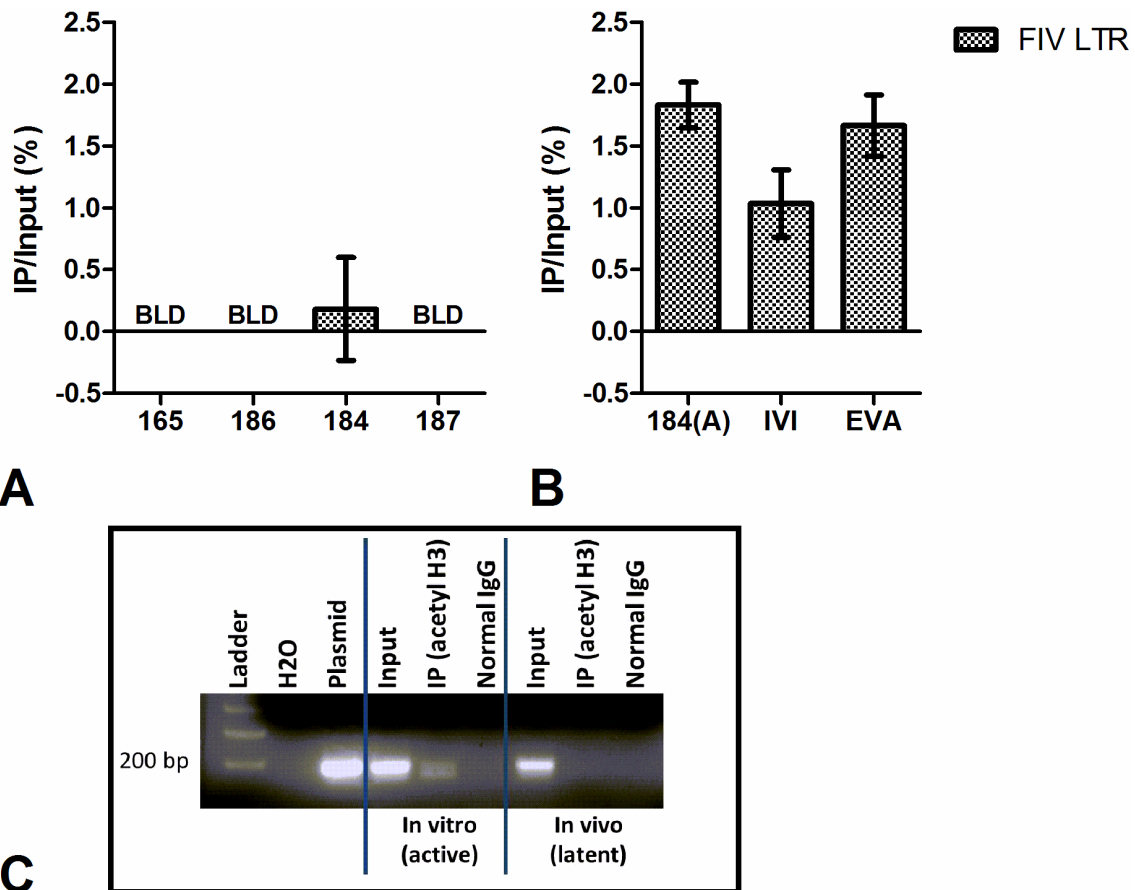 2.5
2.0
1.5
1.0
0.5
0.0
-0.5
IP/Input (%)
BLD BLD BLD
165 186 184 187
A
2.5
2.0
1.5
1.0
0.5
0.0
-0.5
IP/Input (%)
184(A) IVI EVA
FIV LTR
B
Ladder
H2O
Plasmid
Input
IP (acetyl H3)
Normal IgG
Input
IP (acetyl H3)
Normal IgG
200 bp
In vitro
(active)
In vivo
(latent)
C